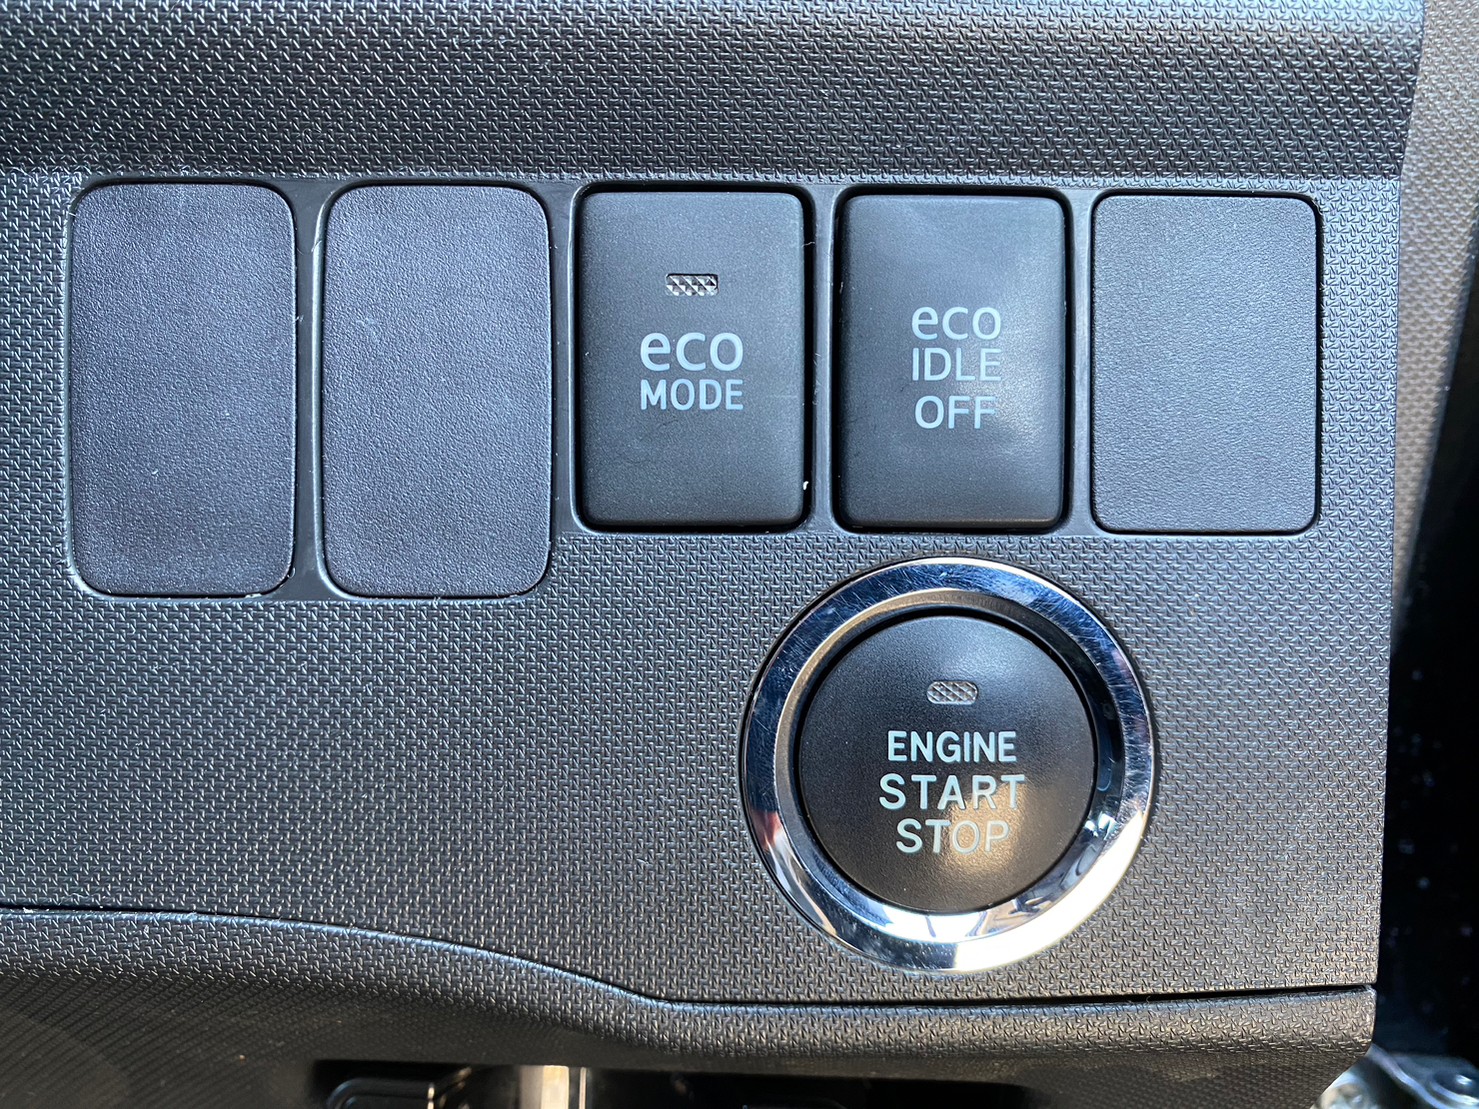 eco
MODE
eco
IDLE
OFF
ENGINE
START
STOP